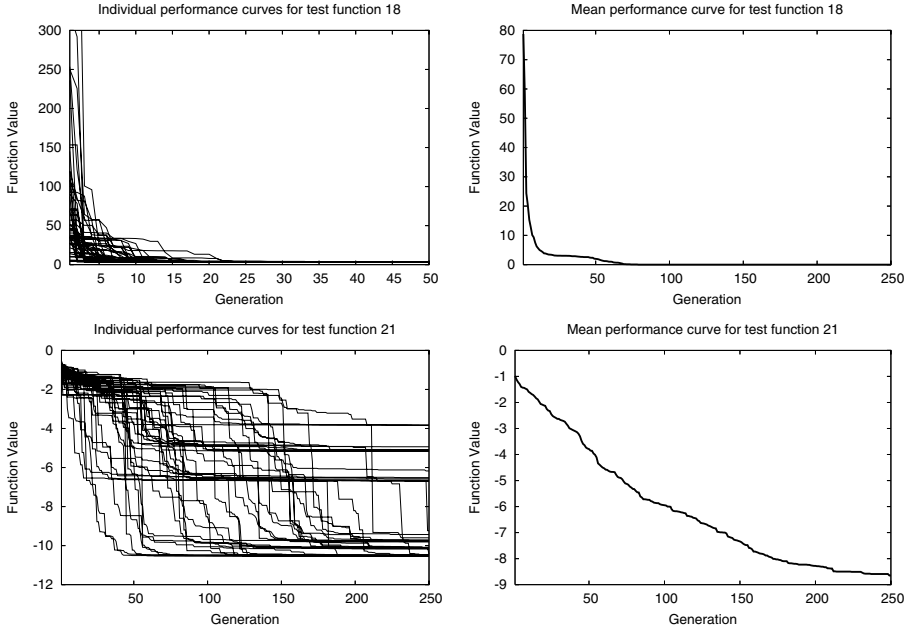 Individual performance curves for test function 18
300
250
200
150
100
50
0
Function Value
5 10 15 20 25 30 35 40 45 50
Generation
Mean performance curve for test function 18
80
70
60
50
40
30
20
10
0
Function Value
50 100 150 200 250
Generation
Individual performance curves for test function 21
0
-2
-4
-6
-8
-10
-12
Function Value
50 100 150 200 250
Generation
Mean performance curve for test function 21
0
-1
-2
-3
-4
-5
-6
-7
-8
-9
Function Value
50 100 150 200 250
Generation